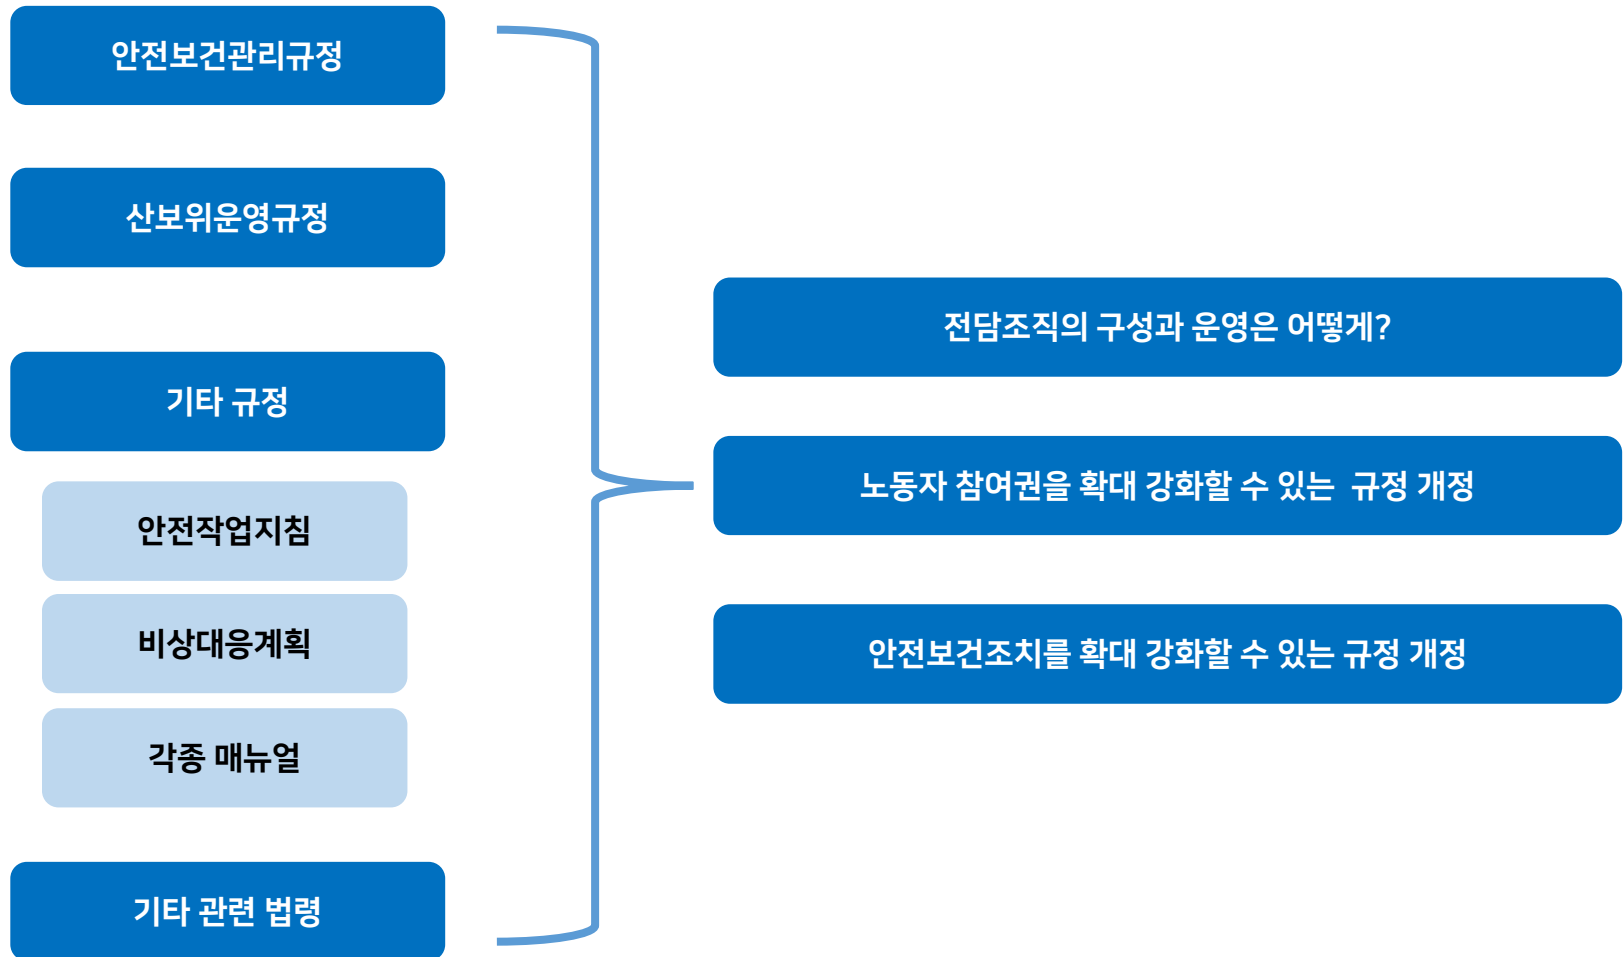 안전보건관리규정
산보위운영규정
기타 규정
안전작업지침
비상대응계획
각종 매뉴얼
기타 관련 법령
전담조직의 구성과 운영은 어떻게?
노동자 참여권을 확대 강화할 수 있는 규정 개정
안전보건조치를 확대 강화할 수 있는 규정 개정